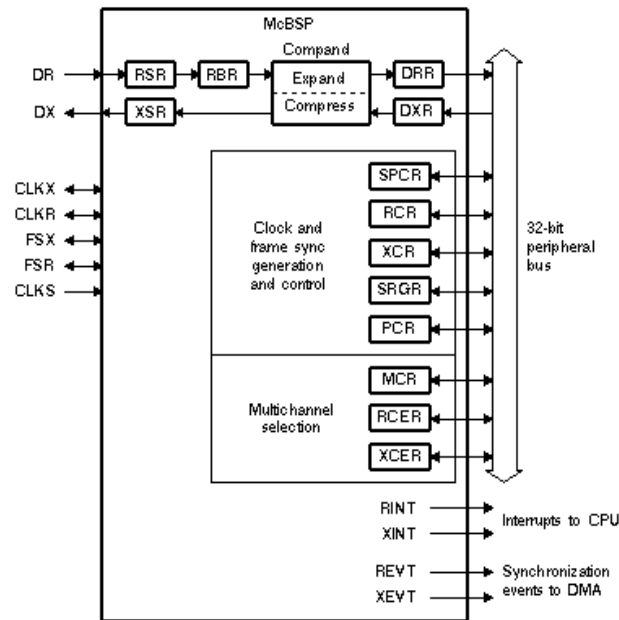 McBSP
Compand
DR
RSR
RBR
Expand
DRR
DX
XSR
Compress
DXR
CLKX
CLKR
FSX
FSR
CLKS
Clock and
frame sync
generation
and control
SPCR
RCR
XCR
SRGR
PCR
32-bit
peripheral
bus
Multichannel
selection
MCR
RCER
XCER
RINT
XINT
Interrupts to CPU
REVT
XEVT
Synchronization
events to DMA